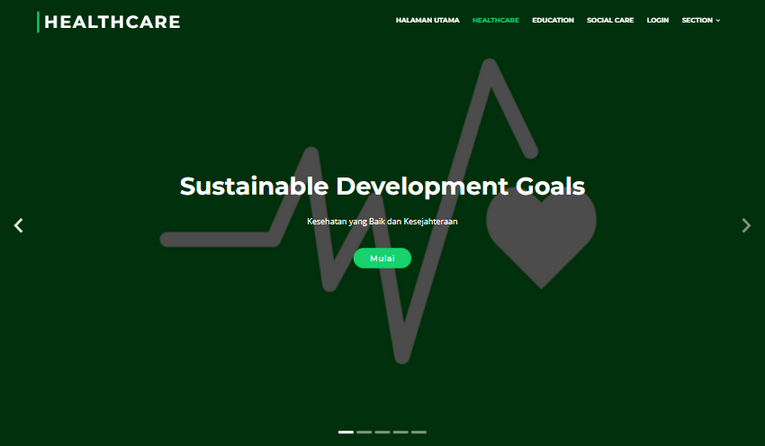 HEALTHCARE
HALAMAN UTAMA HEALTHCARE EDUCATION SOCIAL CARE LOGIN SECTION
Sustainable Development Goals
Kesehatan yang Baik dan Kesejahteraan
Mulai